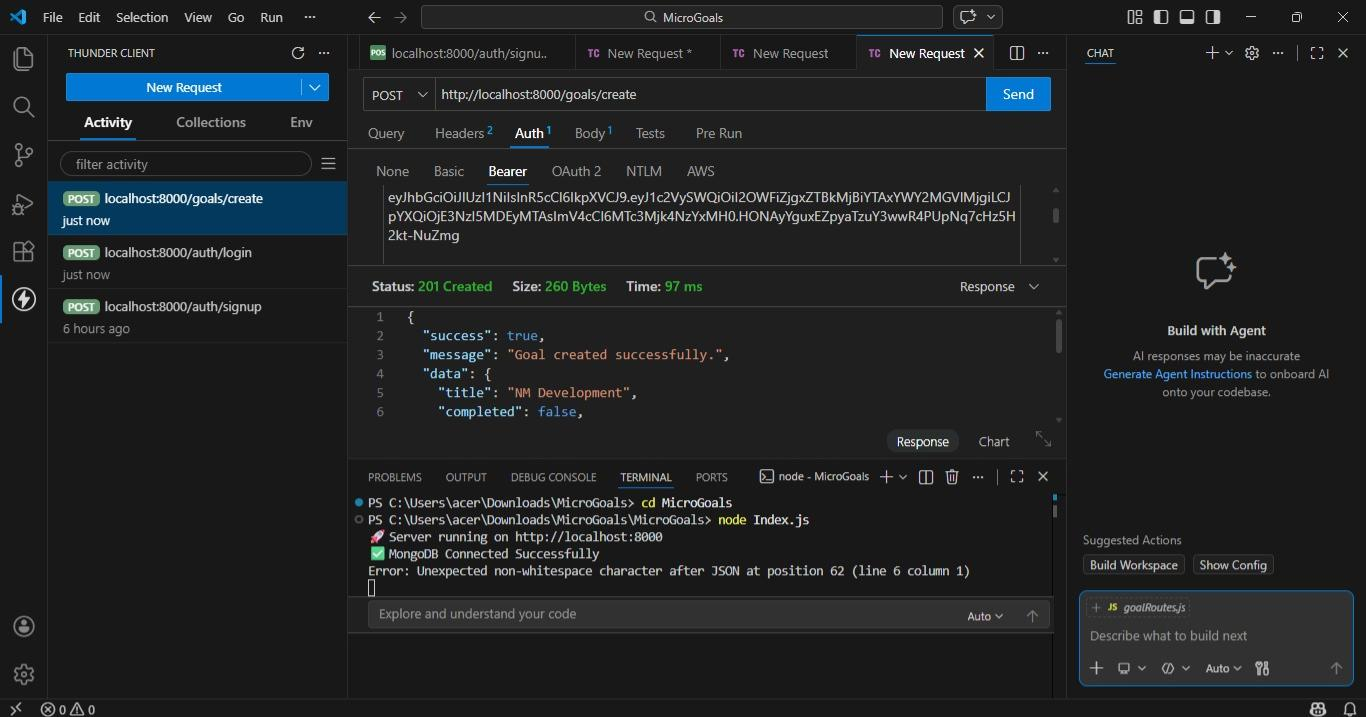 File Edit Selection View Go Run ···
MicroGoals
THUNDER CLIENT
New Request
Activity Collections Env
filter activity
POST localhost:8000/goals/create
just now
POST localhost:8000/auth/login
just now
POST localhost:8000/auth/signup
6 hours ago
POS localhost:8000/auth/signu.. TC New Request * TC New Request TC New Request
POST http://localhost:8000/goals/create Send
Query Headers 2 Auth 1 Body 1 Tests Pre Run
None Basic Bearer OAuth 2 NTLM AWS
Status: 201 Created Size: 260 Bytes Time: 97 ms Response
1 {
2 "success": true,
3 "message": "Goal created successfully.",
4 "data": {
5 "title": "NM Development",
6 "completed": false,
Response Chart
PROBLEMS OUTPUT DEBUG CONSOLE TERMINAL PORTS node - MicroGoals
PS C:\Users\acer\Downloads\MicroGoals> cd MicroGoals
PS C:\Users\acer\Downloads\MicroGoals\MicroGoals> node Index.js
🚀 Server running on http://localhost:8000
✅ MongoDB Connected Successfully
Error: Unexpected non-whitespace character after JSON at position 62 (line 6 column 1)
Explore and understand your code Auto
CHAT
Build with Agent
AI responses may be inaccurate
Generate Agent Instructions to onboard AI
onto your codebase.
Suggested Actions
Build Workspace Show Config
JS goalRoutes.js
Describe what to build next
Auto
0 0